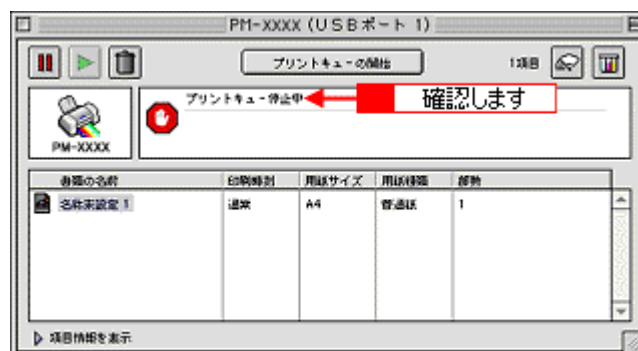 PM-XXXX (USBポート 1)
プリントキューの開始
1項目
プリントキュー停止中
確認します
PM-XXXX
書類の名前 印刷時刻 用紙サイズ 用紙種類 部数
名称未設定 1 通常 A4 普通紙 1
項目情報を表示